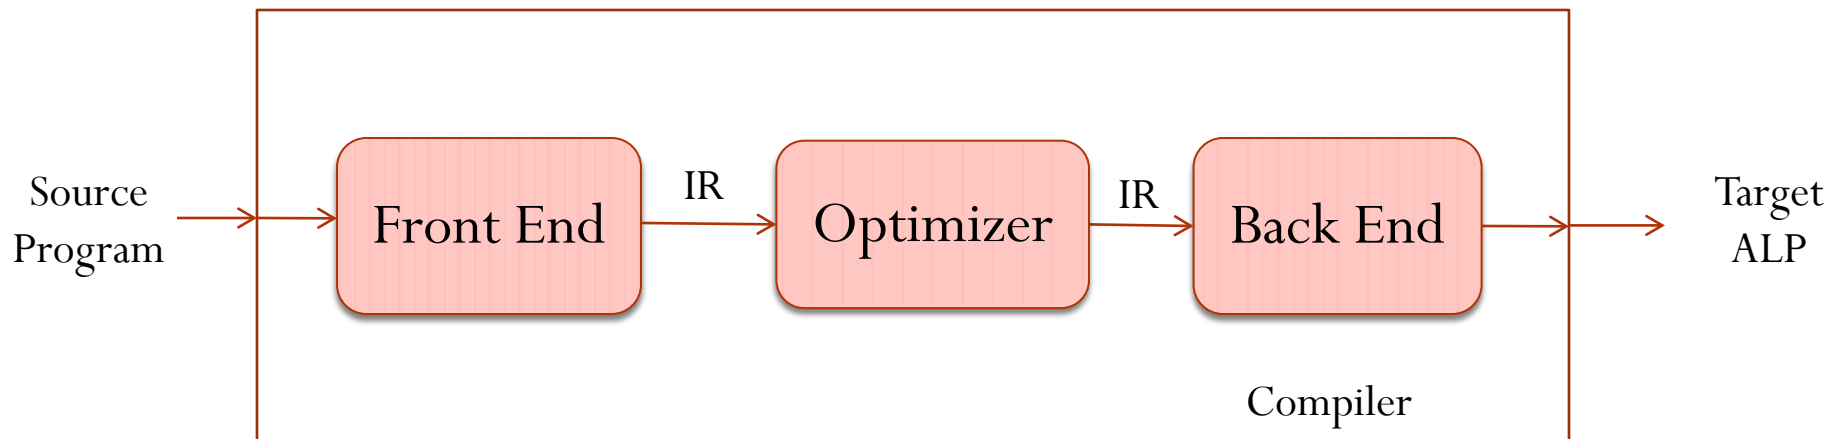 Source
Program
Front End
IR
Optimizer
IR
Back End
Target
ALP
Compiler